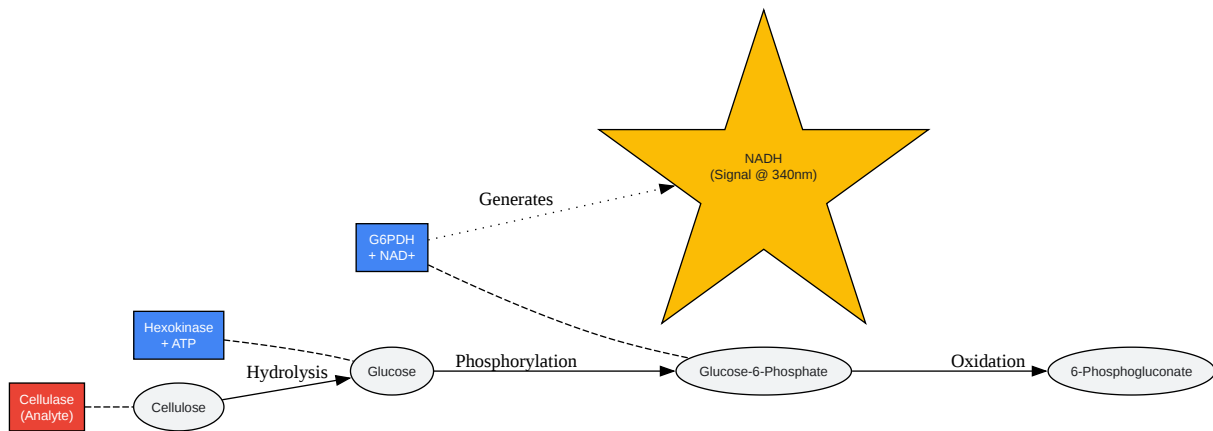 NADH
(Signal @ 340nm)
Generates
G6PDH
+ NAD+
Hexokinase
+ ATP
Hydrolysis
Glucose
Phosphorylation
Glucose-6-Phosphate
Oxidation
6-Phosphogluconate
Cellulase
(Analyte)
Cellulose